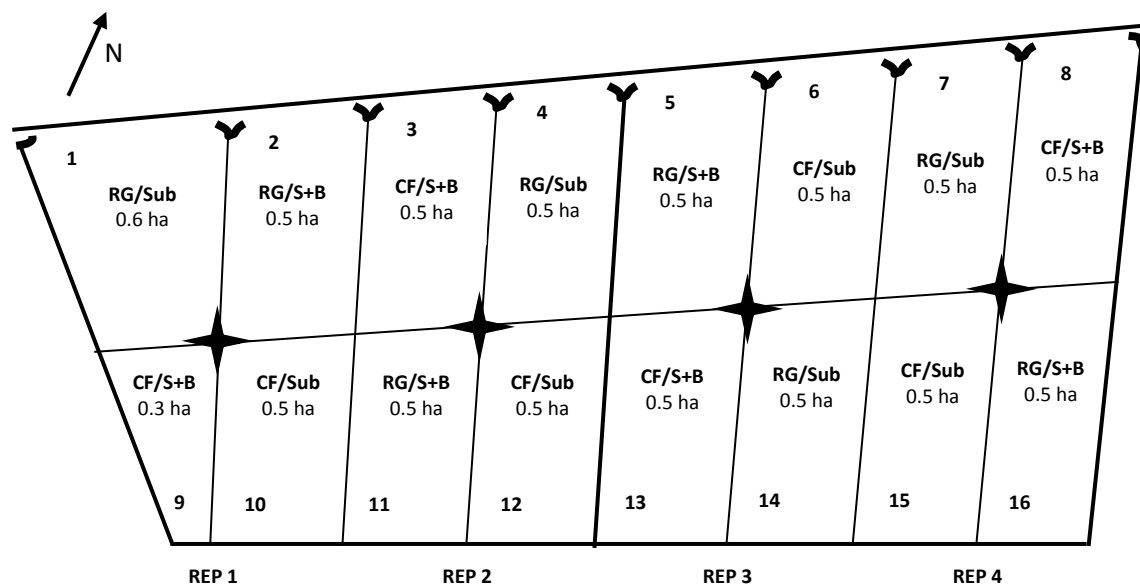 N
1
2
3
4
5
6
7
8
RG/Sub
0.6 ha
RG/S+B
0.5 ha
CF/S+B
0.5 ha
RG/Sub
0.5 ha
RG/S+B
0.5 ha
CF/Sub
0.5 ha
RG/Sub
0.5 ha
CF/S+B
0.5 ha
CF/S+B
0.3 ha
CF/Sub
0.5 ha
RG/S+B
0.5 ha
CF/Sub
0.5 ha
CF/S+B
0.5 ha
RG/Sub
0.5 ha
CF/Sub
0.5 ha
RG/S+B
0.5 ha
9
10
11
12
13
14
15
16
REP 1
REP 2
REP 3
REP 4